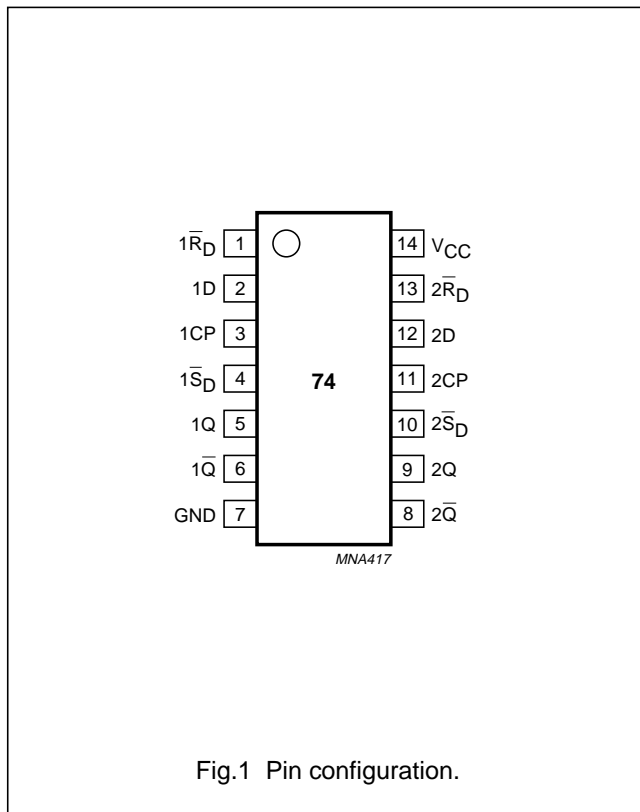 1R̅D 1 14 VCC
1D 2 13 2R̅D
1CP 3 12 2D
1S̅D 4 74 11 2CP
1Q 5 10 2S̅D
1Q̅ 6 9 2Q
GND 7 8 2Q̅
MNA417
Fig.1 Pin configuration.